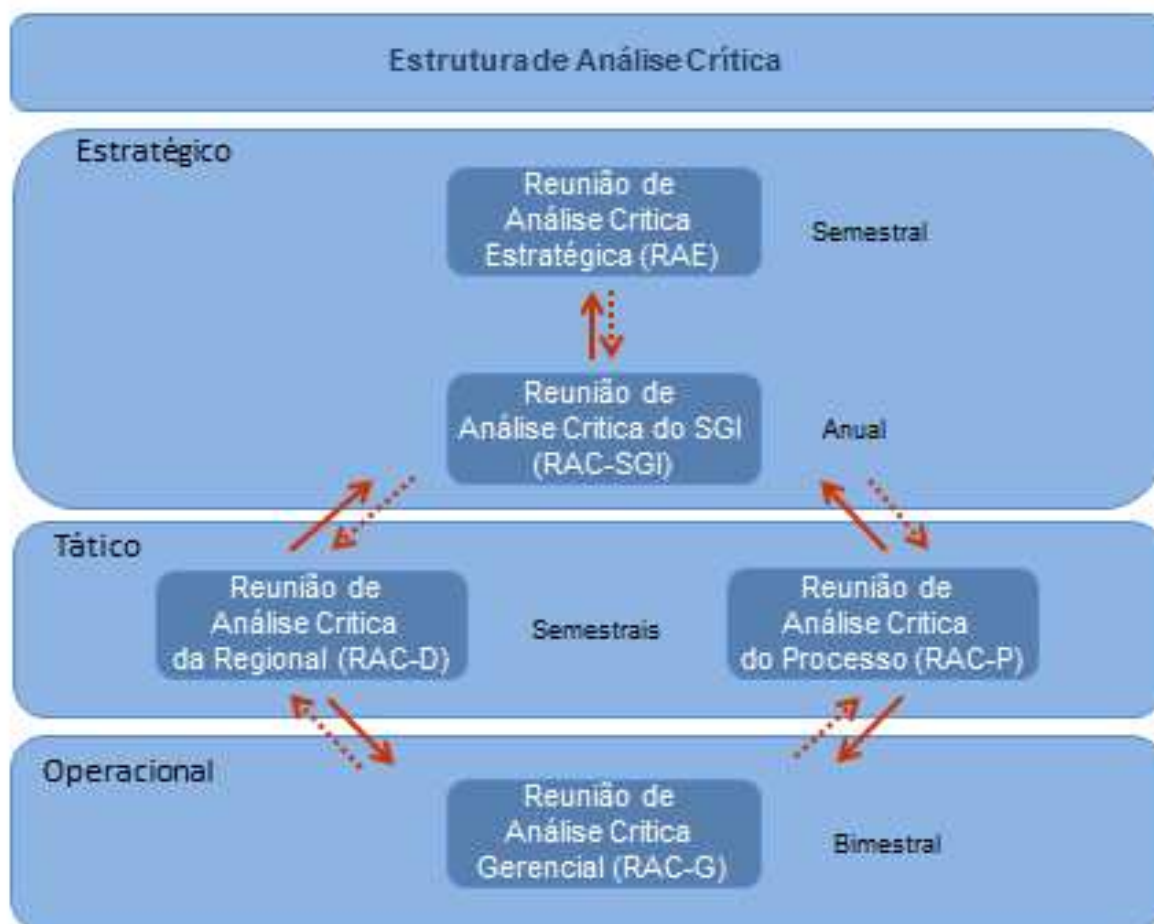 Estrutura de Análise Crítica
Estratégico
Reunião de
Análise Critica
Estratégica (RAE)
Semestral
Reunião de
Análise Critica do SGI
(RAC-SGI)
Anual
Tático
Reunião de
Análise Critica
da Regional (RAC-D)
Semestrais
Reunião de
Análise Critica
do Processo (RAC-P)
Operacional
Reunião de
Análise Critica
Gerencial (RAC-G)
Bimestral